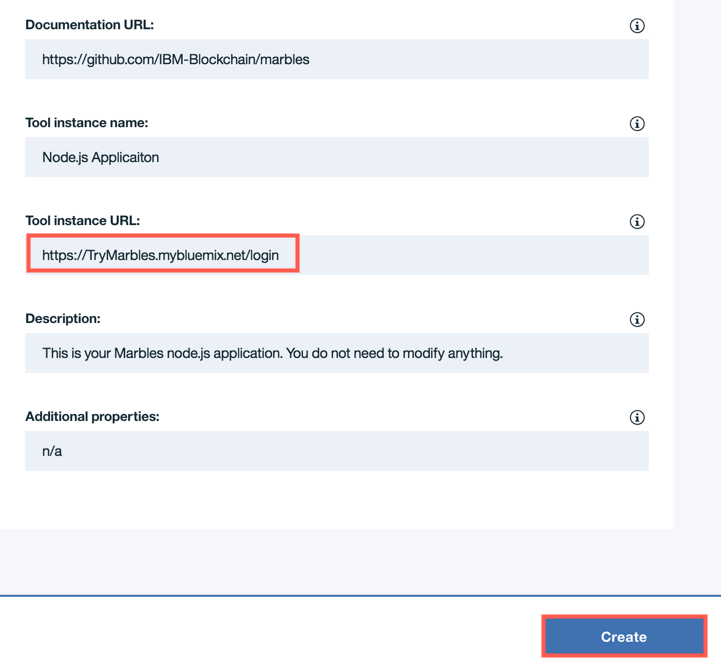 Documentation URL:
https://github.com/IBM-Blockchain/marbles
Tool instance name:
Node.js Applicaiton
Tool instance URL:
https://TryMarbles.mybluemix.net/login
Description:
This is your Marbles node.js application. You do not need to modify anything.
Additional properties:
n/a
Create